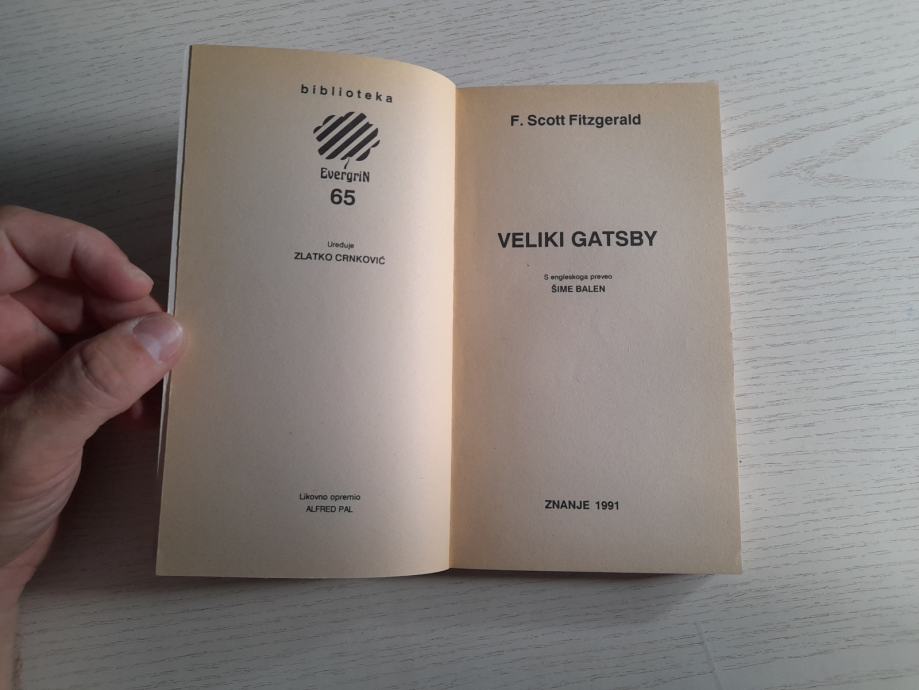 biblioteka
EvergriN
65
Uređuje
ZLATKO CRNKOVIĆ
Likovno opremio
ALFRED PAL
F. Scott Fitzgerald
VELIKI GATSBY
S engleskoga preveo
ŠIME BALEN
ZNANJE 1991